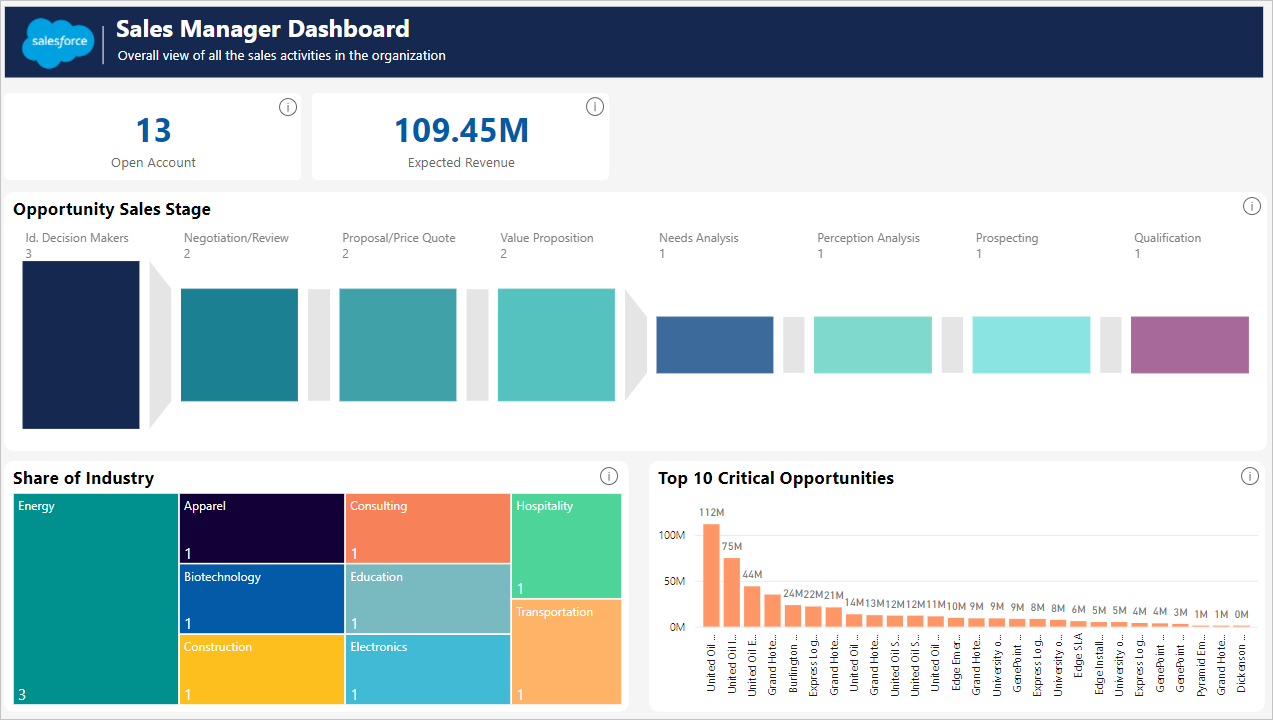 salesforce
Sales Manager Dashboard
Overall view of all the sales activities in the organization
13
Open Account
109.45M
Expected Revenue
Opportunity Sales Stage
Id. Decision Makers
3
Negotiation/Review
2
Proposal/Price Quote
2
Value Proposition
2
Needs Analysis
1
Perception Analysis
1
Prospecting
1
Qualification
1
Share of Industry
Energy
3
Apparel
1
Biotechnology
1
Construction
1
Consulting
1
Education
1
Electronics
1
Hospitality
1
Transportation
1
Top 10 Critical Opportunities
100M
50M
0M
112M
75M
44M
24M
22M
21M
14M
13M
12M
12M
11M
10M
9M
9M
9M
8M
8M
6M
5M
5M
4M
4M
3M
1M
1M
0M
United Oil ...
United Oil I...
United Oil E...
Grand Hote...
Burlington ...
Express Log...
Grand Hote...
United Oil ...
Grand Hote...
United Oil S...
United Oil S...
United Oil ...
Edge Emer...
Grand Hote...
University o...
GenePoint ...
Express Log...
University o...
Edge SLA
Edge Install...
University o...
Express Log...
GenePoint ...
GenePoint ...
Pyramid Em...
Grand Hote...
Dickenson ...